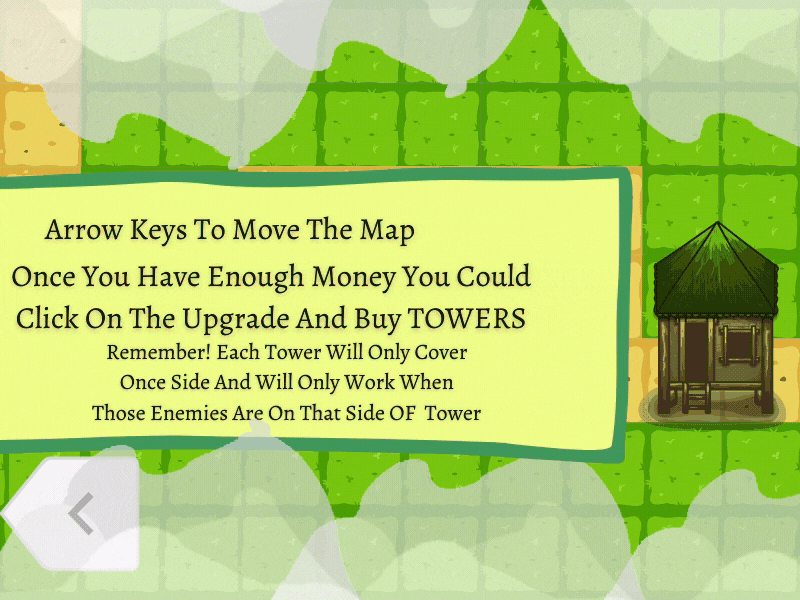 Arrow Keys To Move The Map
Once You Have Enough Money You Could
Click On The Upgrade And Buy TOWERS
Remember! Each Tower Will Only Cover
Once Side And Will Only Work When
Those Enemies Are On That Side OF Tower